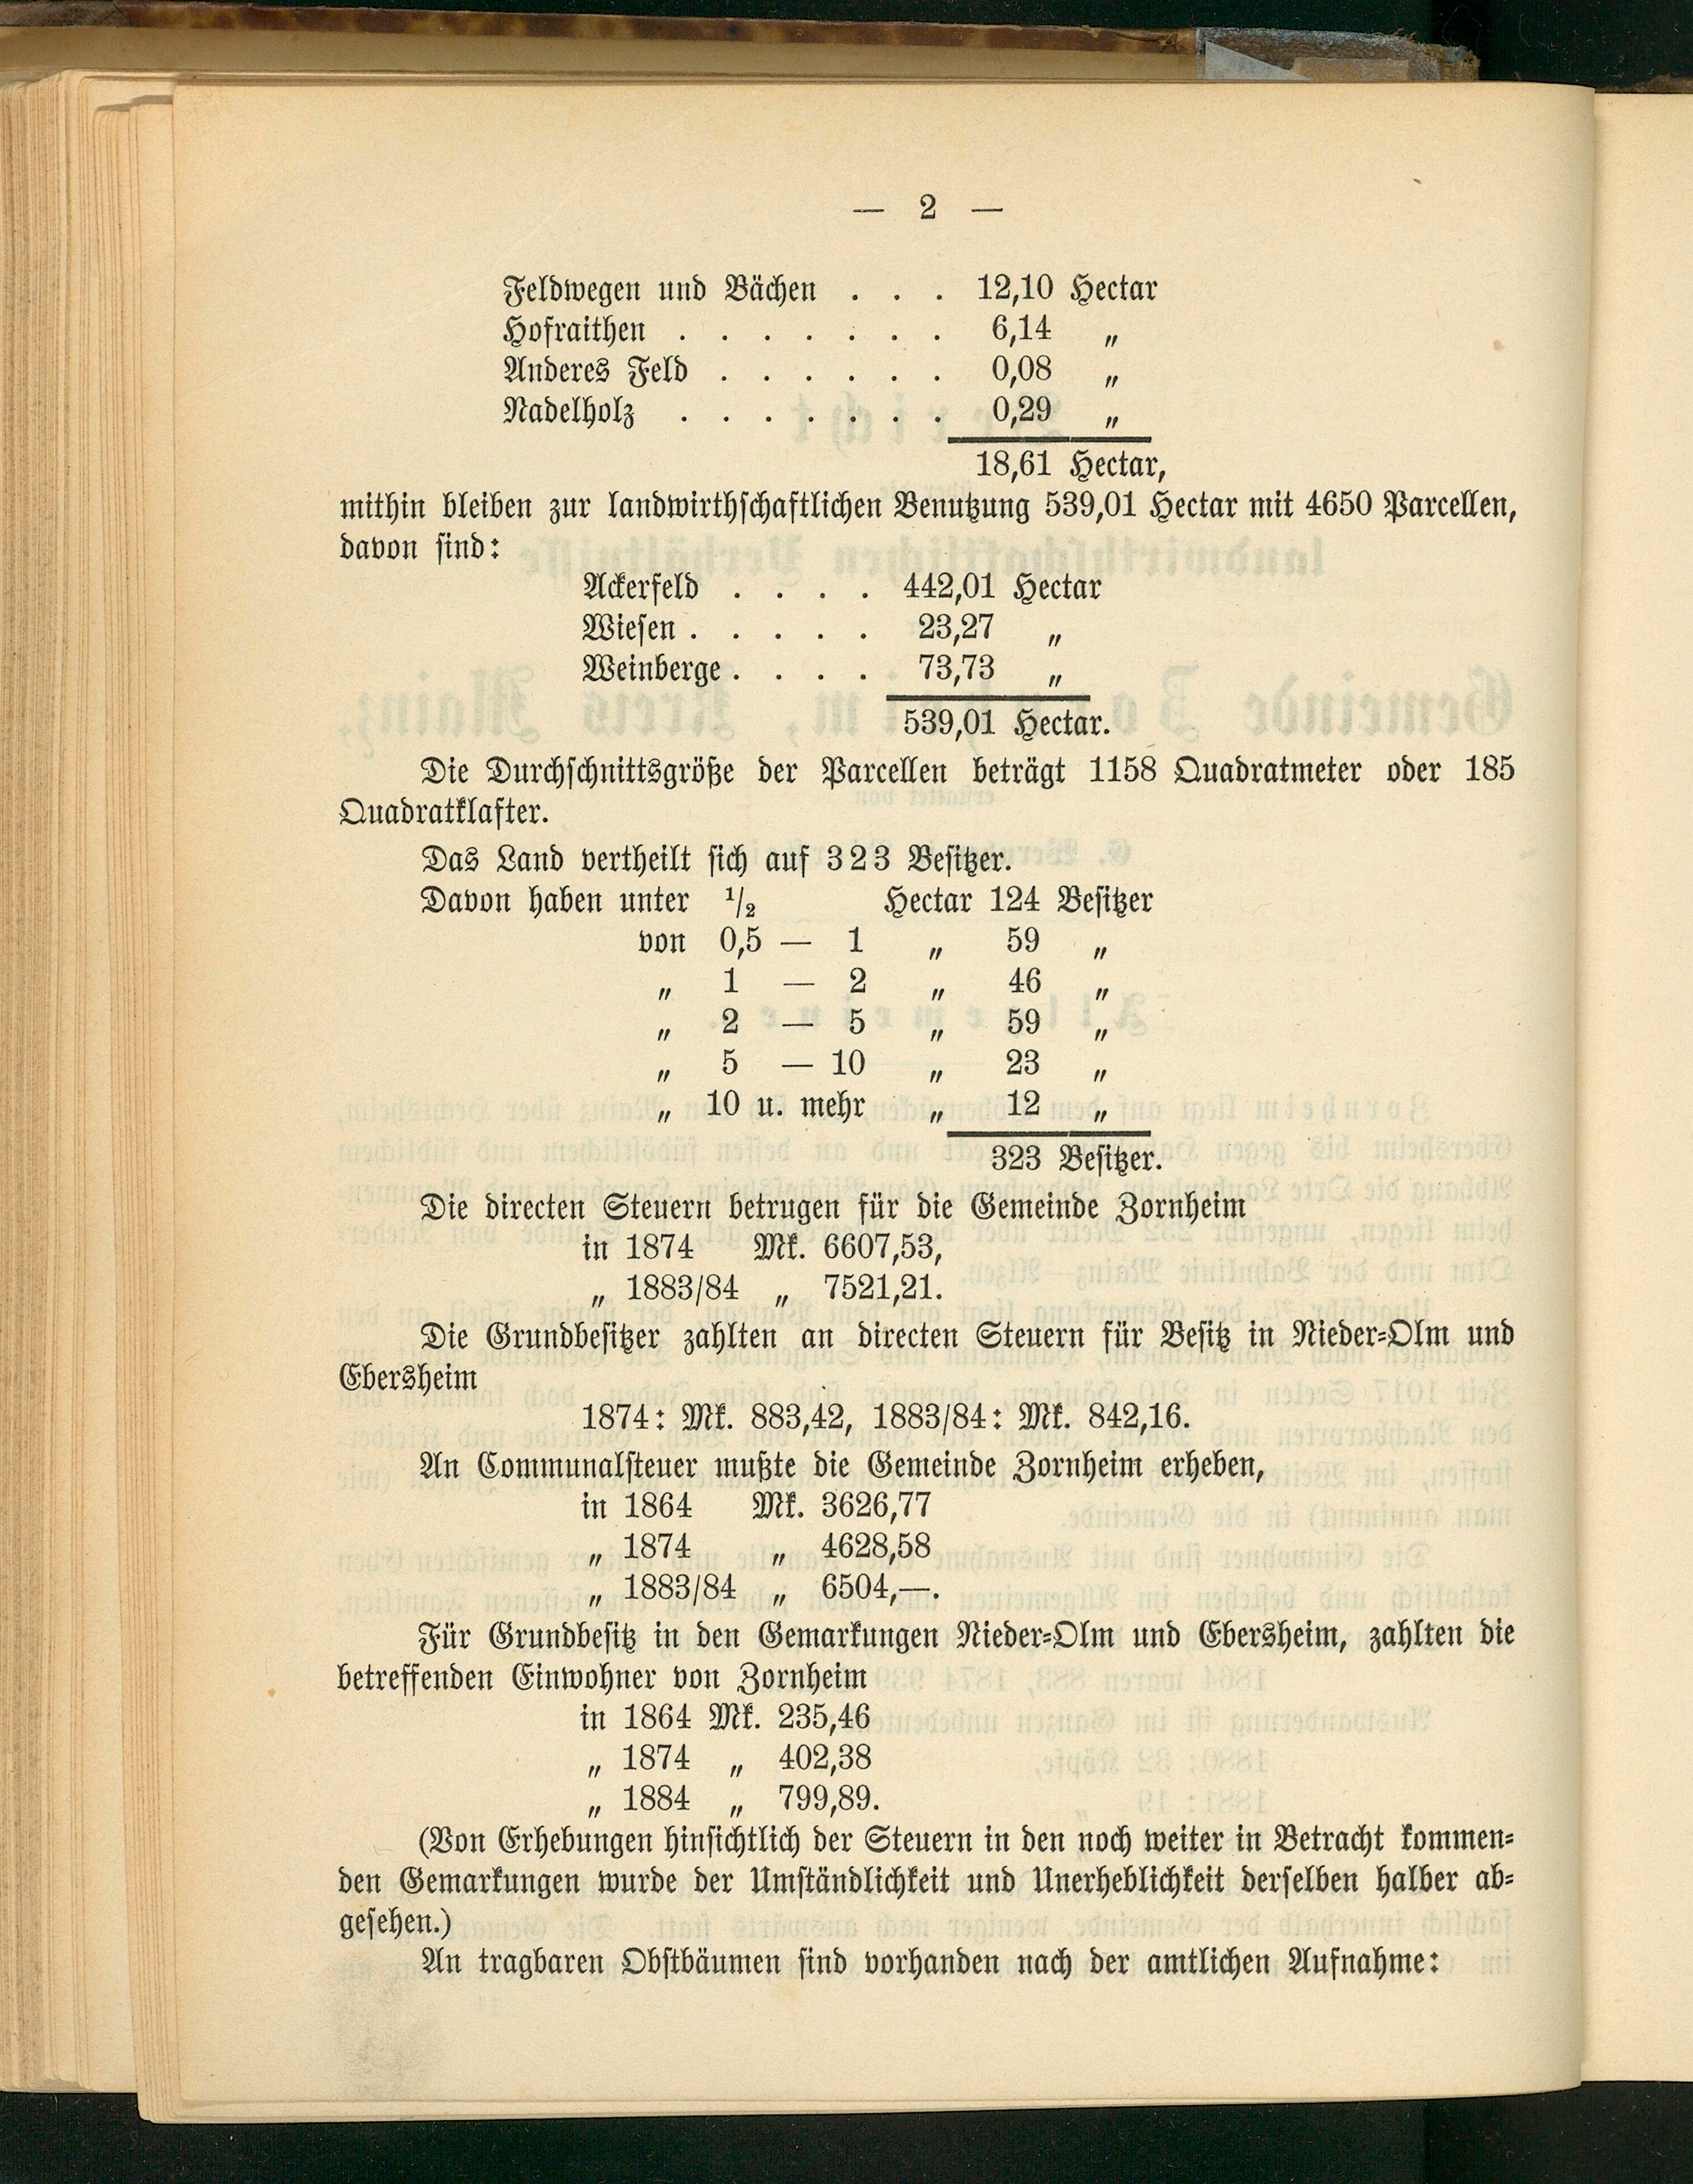 — 2 —
Feldwegen und Bächen . . . 12,10 Hectar
Hofraithen . . . . . . . 6,14 „
Anderes Feld . . . . . . 0,08 „
Nadelholz . . . . . . . 0,29 „
18,61 Hectar,
mithin bleiben zur landwirthschaftlichen Benutzung 539,01 Hectar mit 4650 Parcellen,
davon sind:
Ackerfeld . . . . 442,01 Hectar
Wiesen . . . . . 23,27 „
Weinberge . . . . 73,73 „
539,01 Hectar.
Die Durchschnittsgröße der Parcellen beträgt 1158 Quadratmeter oder 185
Quadratklafter.
Das Land vertheilt sich auf 323 Besitzer.
Davon haben unter 1/2 Hectar 124 Besitzer
von 0,5 — 1 „ 59 „
„ 1 — 2 „ 46 „
„ 2 — 5 „ 59 „
„ 5 — 10 „ 23 „
„ 10 u. mehr „ 12 „
323 Besitzer.
Die directen Steuern betrugen für die Gemeinde Zornheim
in 1874 Mk. 6607,53,
„ 1883/84 „ 7521,21.
Die Grundbesitzer zahlten an directen Steuern für Besitz in Nieder-Olm und
Ebersheim
1874: Mk. 883,42, 1883/84: Mk. 842,16.
An Communalsteuer mußte die Gemeinde Zornheim erheben,
in 1864 Mk. 3626,77
„ 1874 „ 4628,58
„ 1883/84 „ 6504,—.
Für Grundbesitz in den Gemarkungen Nieder-Olm und Ebersheim, zahlten die
betreffenden Einwohner von Zornheim
in 1864 Mk. 235,46
„ 1874 „ 402,38
„ 1884 „ 799,89.
(Von Erhebungen hinsichtlich der Steuern in den noch weiter in Betracht kommen-
den Gemarkungen wurde der Umständlichkeit und Unerheblichkeit derselben halber ab-
gesehen.)
An tragbaren Obstbäumen sind vorhanden nach der amtlichen Aufnahme: